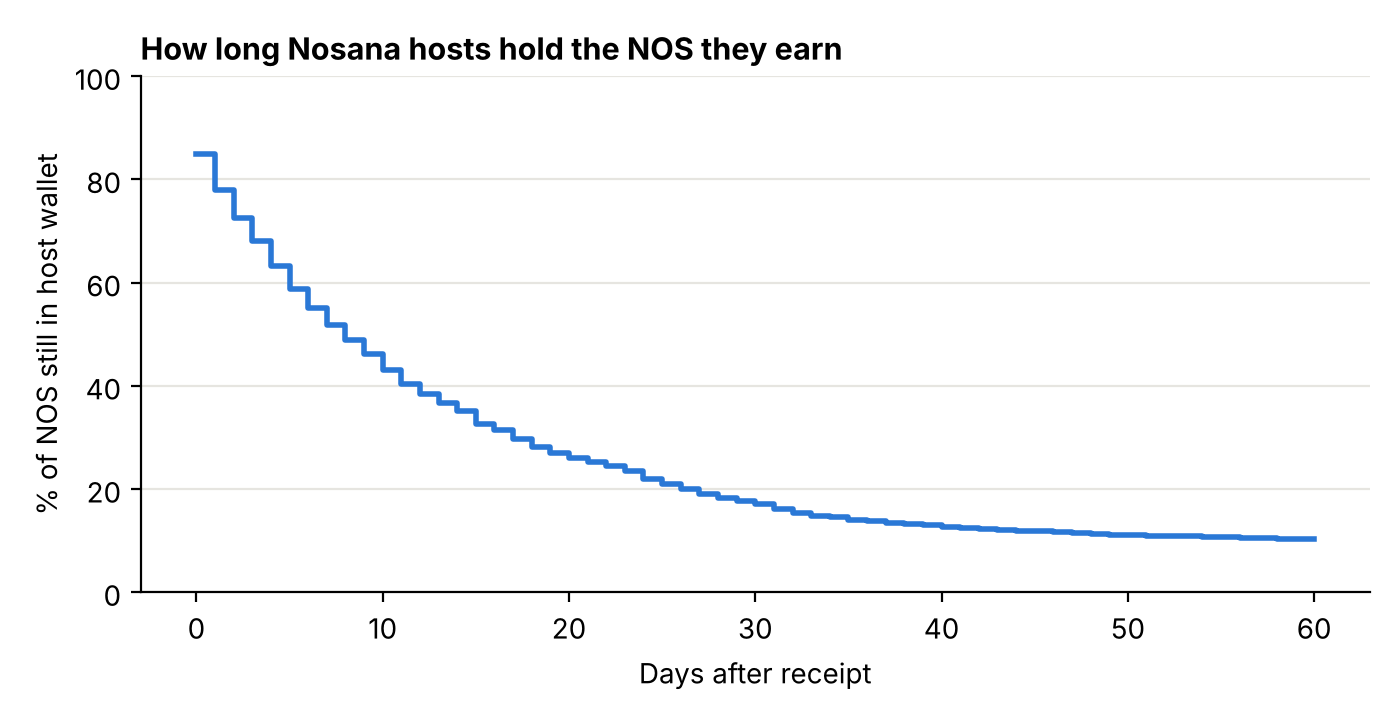 How long Nosana hosts hold the NOS they earn
% of NOS still in host wallet
100
80
60
40
20
0
0 10 20 30 40 50 60
Days after receipt